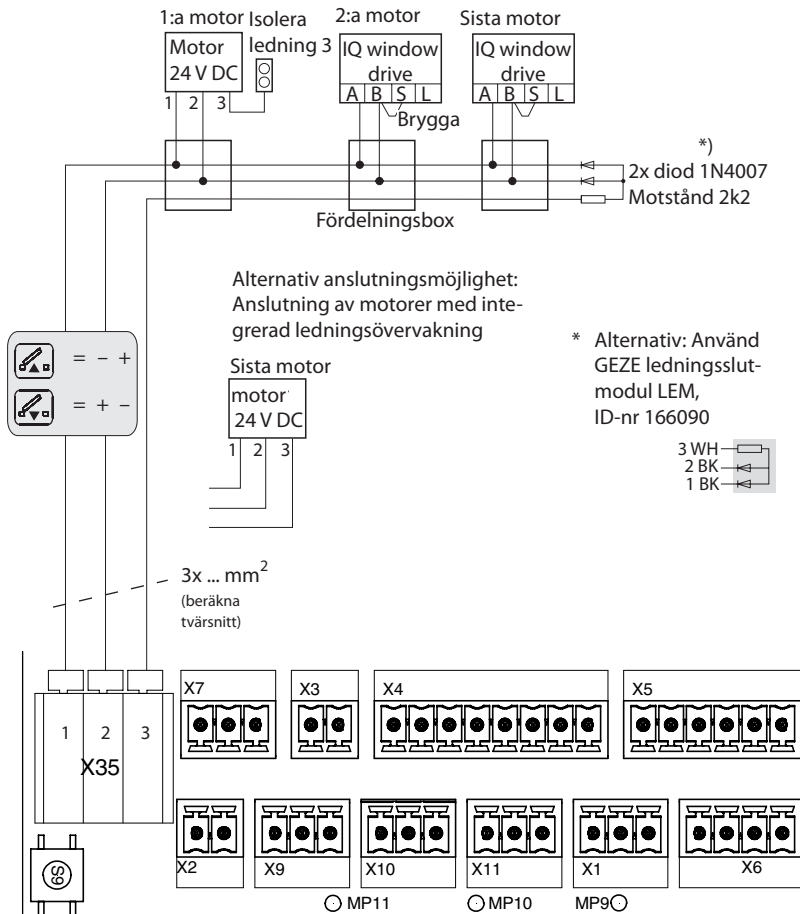 1:a motor
Isolera
ledning 3
2:a motor
Sista motor
Motor
24 V DC
1 2 3
IQ window
drive
A B S L
Brygga
IQ window
drive
A B S L
*)
2x diod 1N4007
Motstånd 2k2
Fördelningsbox
Alternativ anslutningsmöjlighet:
Anslutning av motorer med inte-
grerad ledningsövervakning
= – +
= + –
Sista motor
motor
24 V DC
1 2 3
* Alternativ: Använd
GEZE ledningsslut-
modul LEM,
ID-nr 166090
3 WH
2 BK
1 BK
3x ... mm²
(beräkna
tvärsnitt)
1 2 3
X35
X7
X3
X4
X5
S9
X2
X9
X10
X11
X1
X6
MP11
MP10
MP9